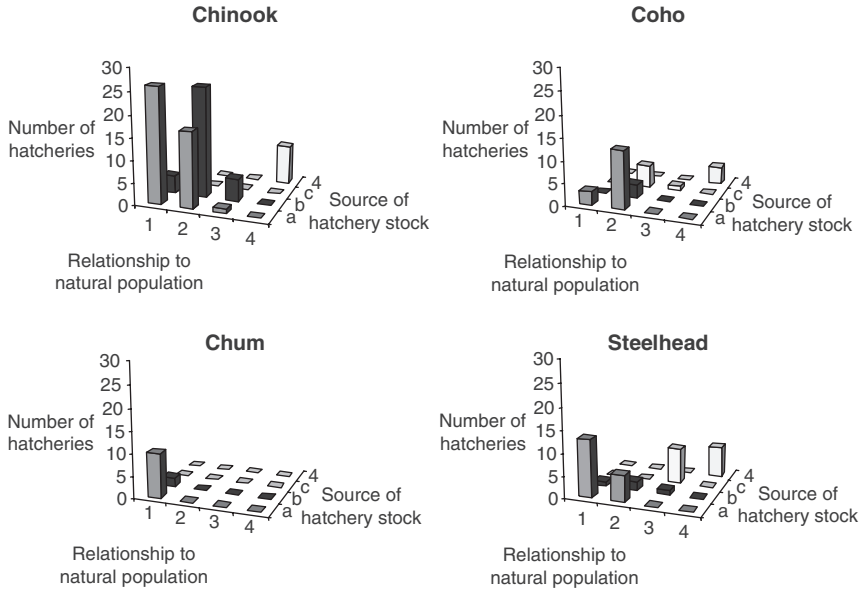 Chinook
30
25
20
15
10
5
0
Number of
hatcheries
1
2
3
4
a
b
c
4
Source of
hatchery stock
Relationship to
natural population
Coho
30
25
20
15
10
5
0
Number of
hatcheries
1
2
3
4
a
b
c
4
Source of
hatchery stock
Relationship to
natural population
Chum
30
25
20
15
10
5
0
Number of
hatcheries
1
2
3
4
a
b
c
4
Source of
hatchery stock
Relationship to
natural population
Steelhead
30
25
20
15
10
5
0
Number of
hatcheries
1
2
3
4
a
b
c
4
Source of
hatchery stock
Relationship to
natural population